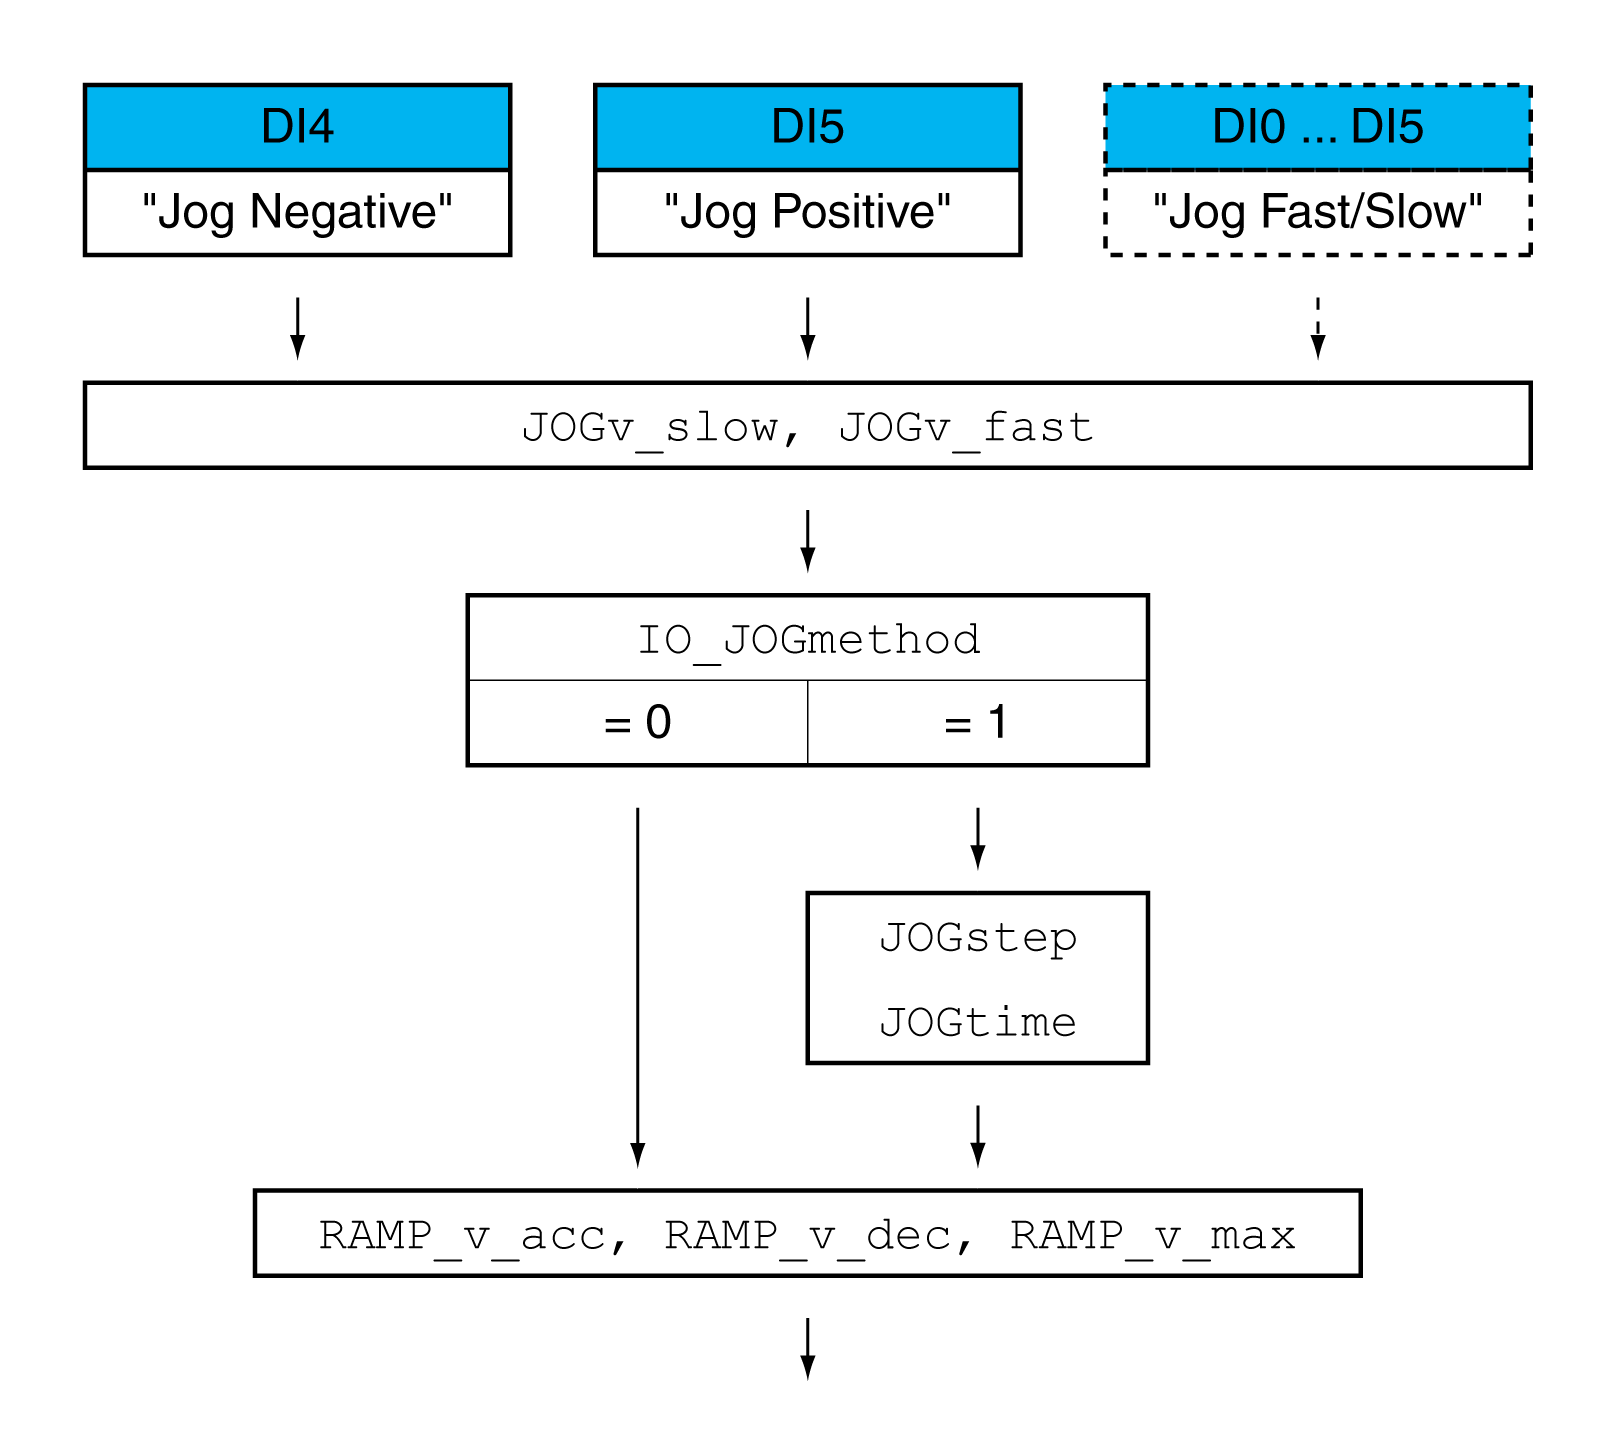 DI4
DI5
DI0 ... DI5
"Jog Negative"
"Jog Positive"
"Jog Fast/Slow"
JOGv_slow, JOGv_fast
IO_JOGmethod
= 0
= 1
JOGstep
JOGtime
RAMP_v_acc, RAMP_v_dec, RAMP_v_max